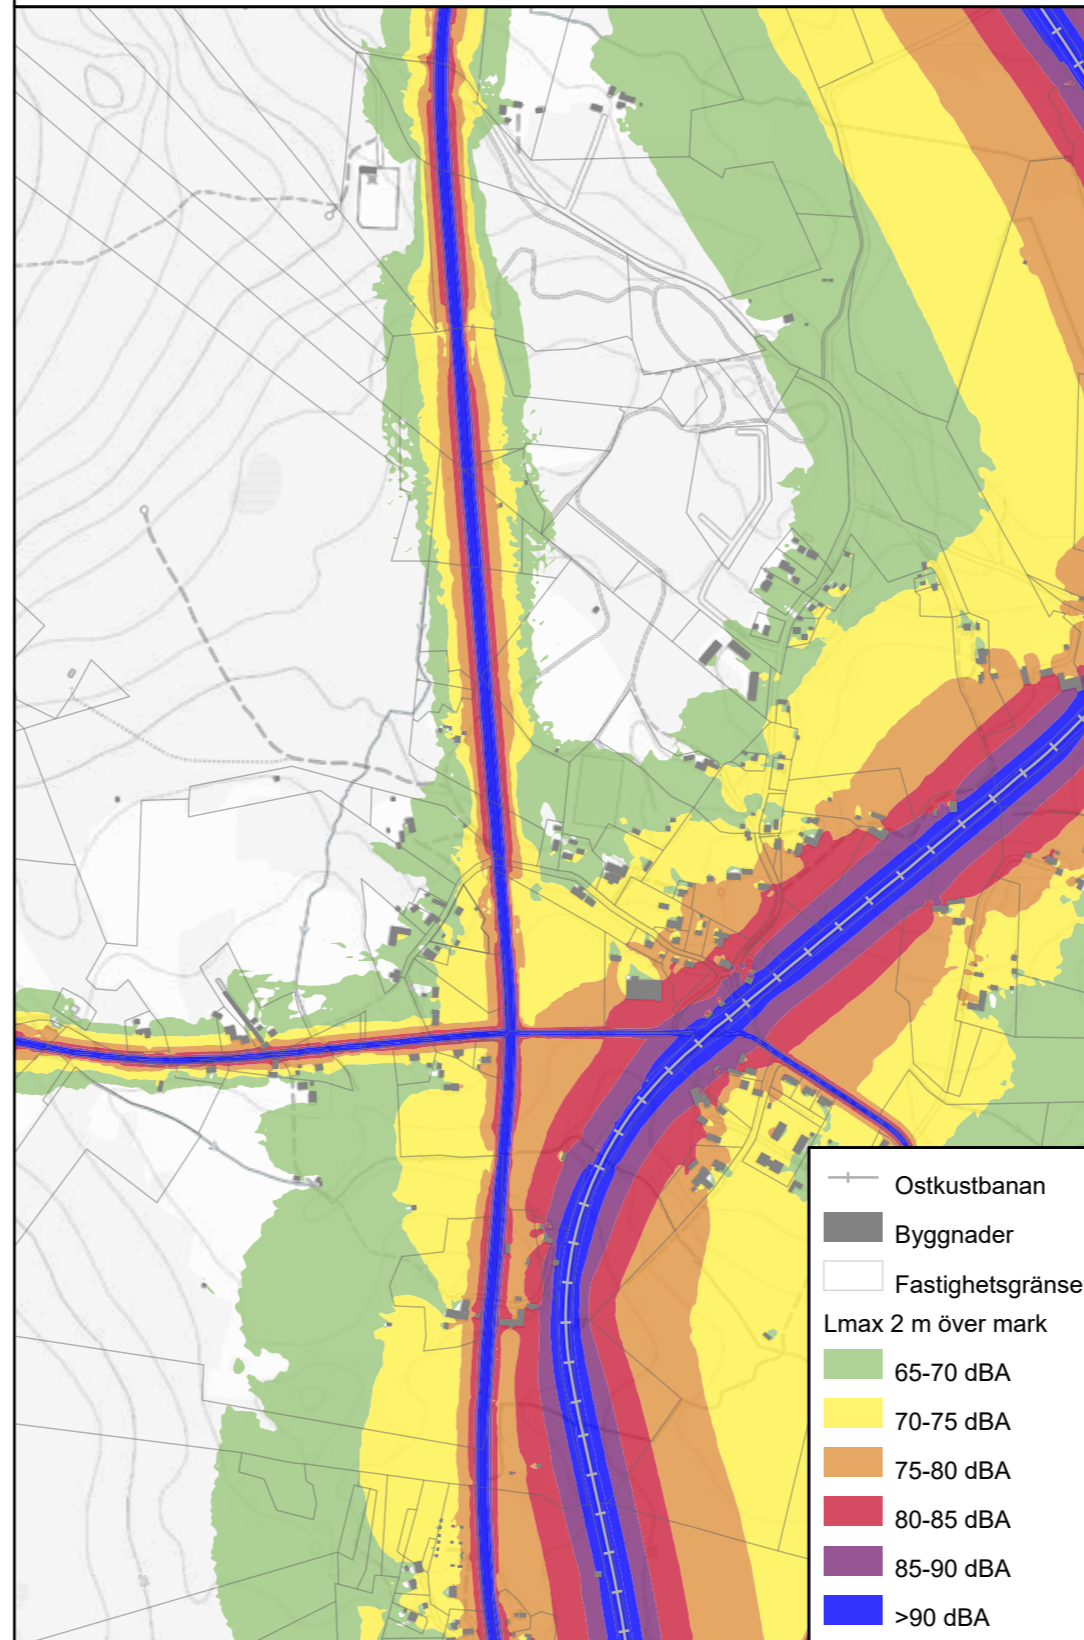 Ostkustbanan
Byggnader
Fastighetsgränser
Lmax 2 m över mark
65-70 dBA
70-75 dBA
75-80 dBA
80-85 dBA
85-90 dBA
>90 dBA